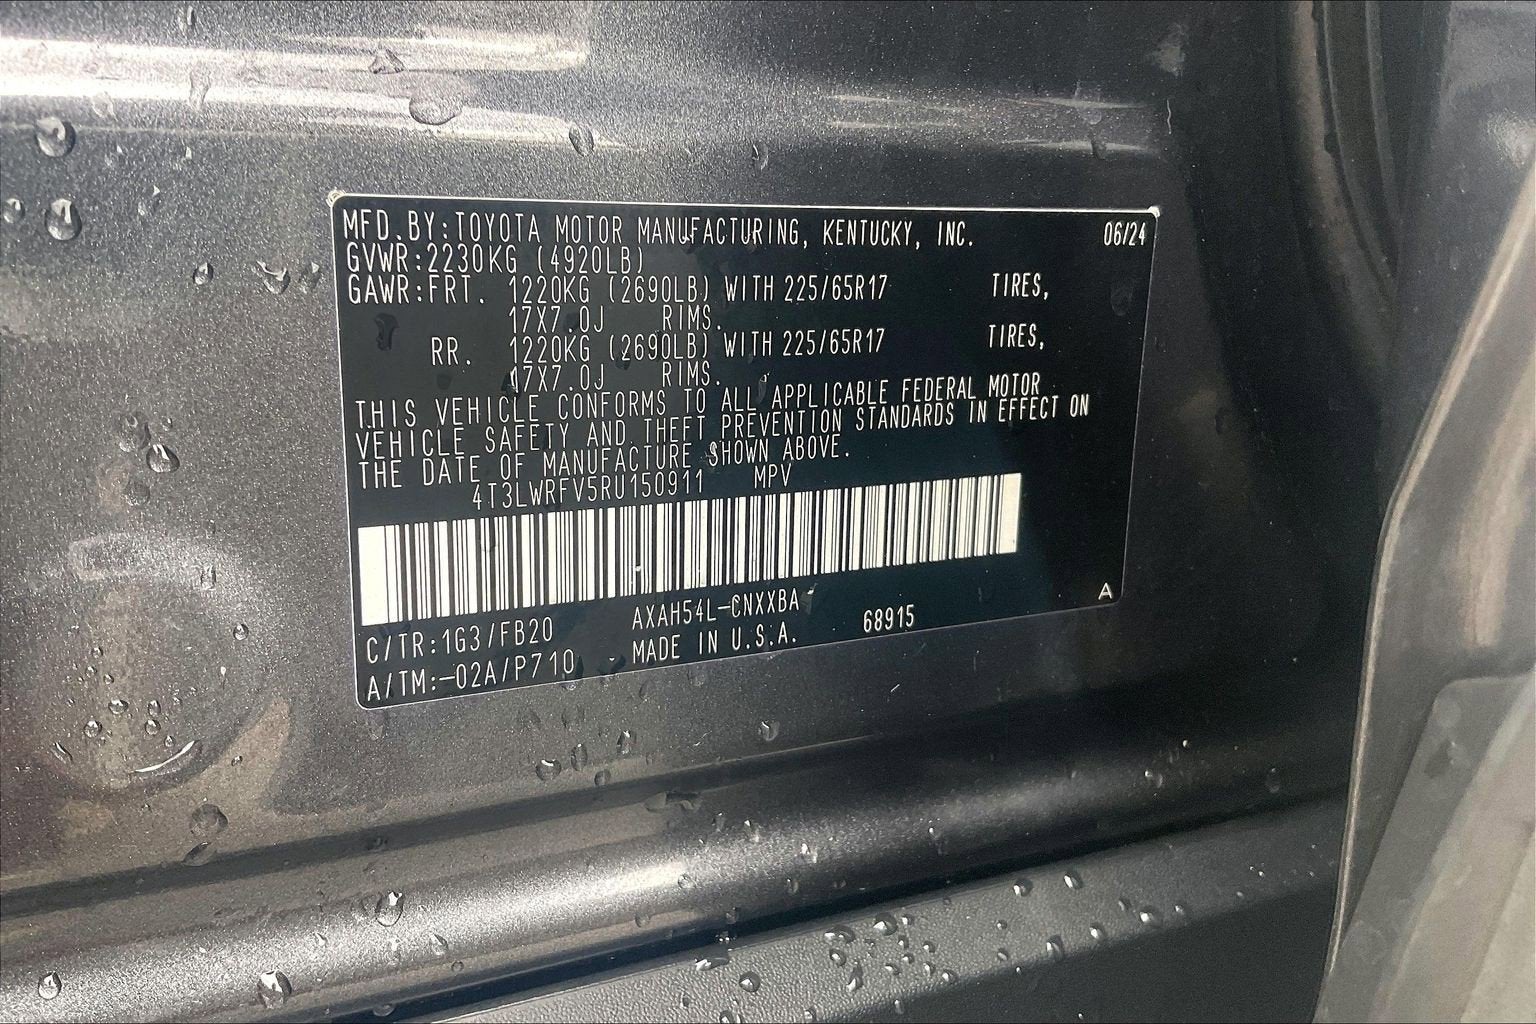 MFD.BY:TOYOTA MOTOR MANUFACTURING, KENTUCKY, INC. 06/24
GVWR:2230KG (4920LB)
GAWR:FRT. 1220KG (2690LB) WITH 225/65R17 TIRES,
17X7.0J RIMS.
RR. 1220KG (2690LB) WITH 225/65R17 TIRES,
17X7.0J RIMS.
THIS VEHICLE CONFORMS TO ALL APPLICABLE FEDERAL MOTOR
VEHICLE SAFETY AND THEFT PREVENTION STANDARDS IN EFFECT ON
THE DATE OF MANUFACTURE SHOWN ABOVE.
4T3LWRFV5RU150911 MPV
C/TR:1G3/FB20 AXAH54L-CNXXBA A
A/TM:-02A/P710 MADE IN U.S.A. 68915